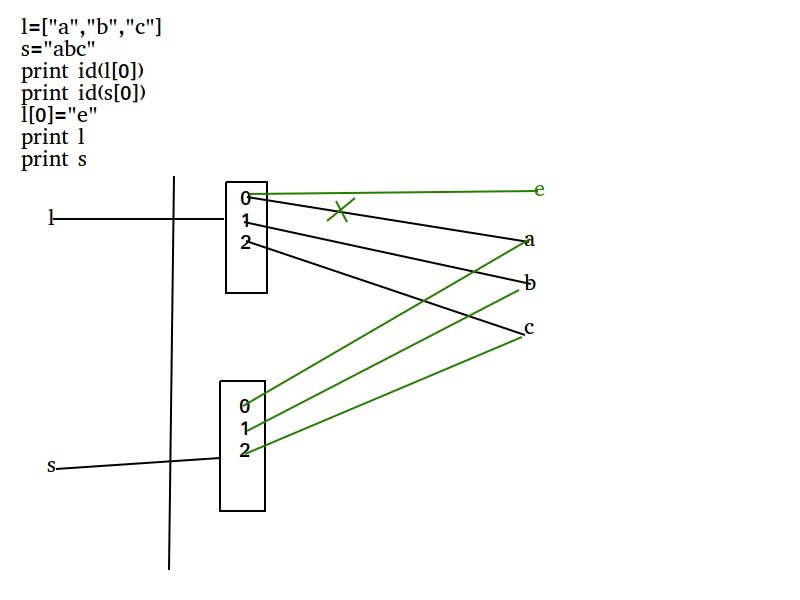 l=["a","b","c"]
s="abc"
print id(l[0])
print id(s[0])
l[0]="e"
print l
print s
e
0
l
1
a
2
b
c
0
1
2
s